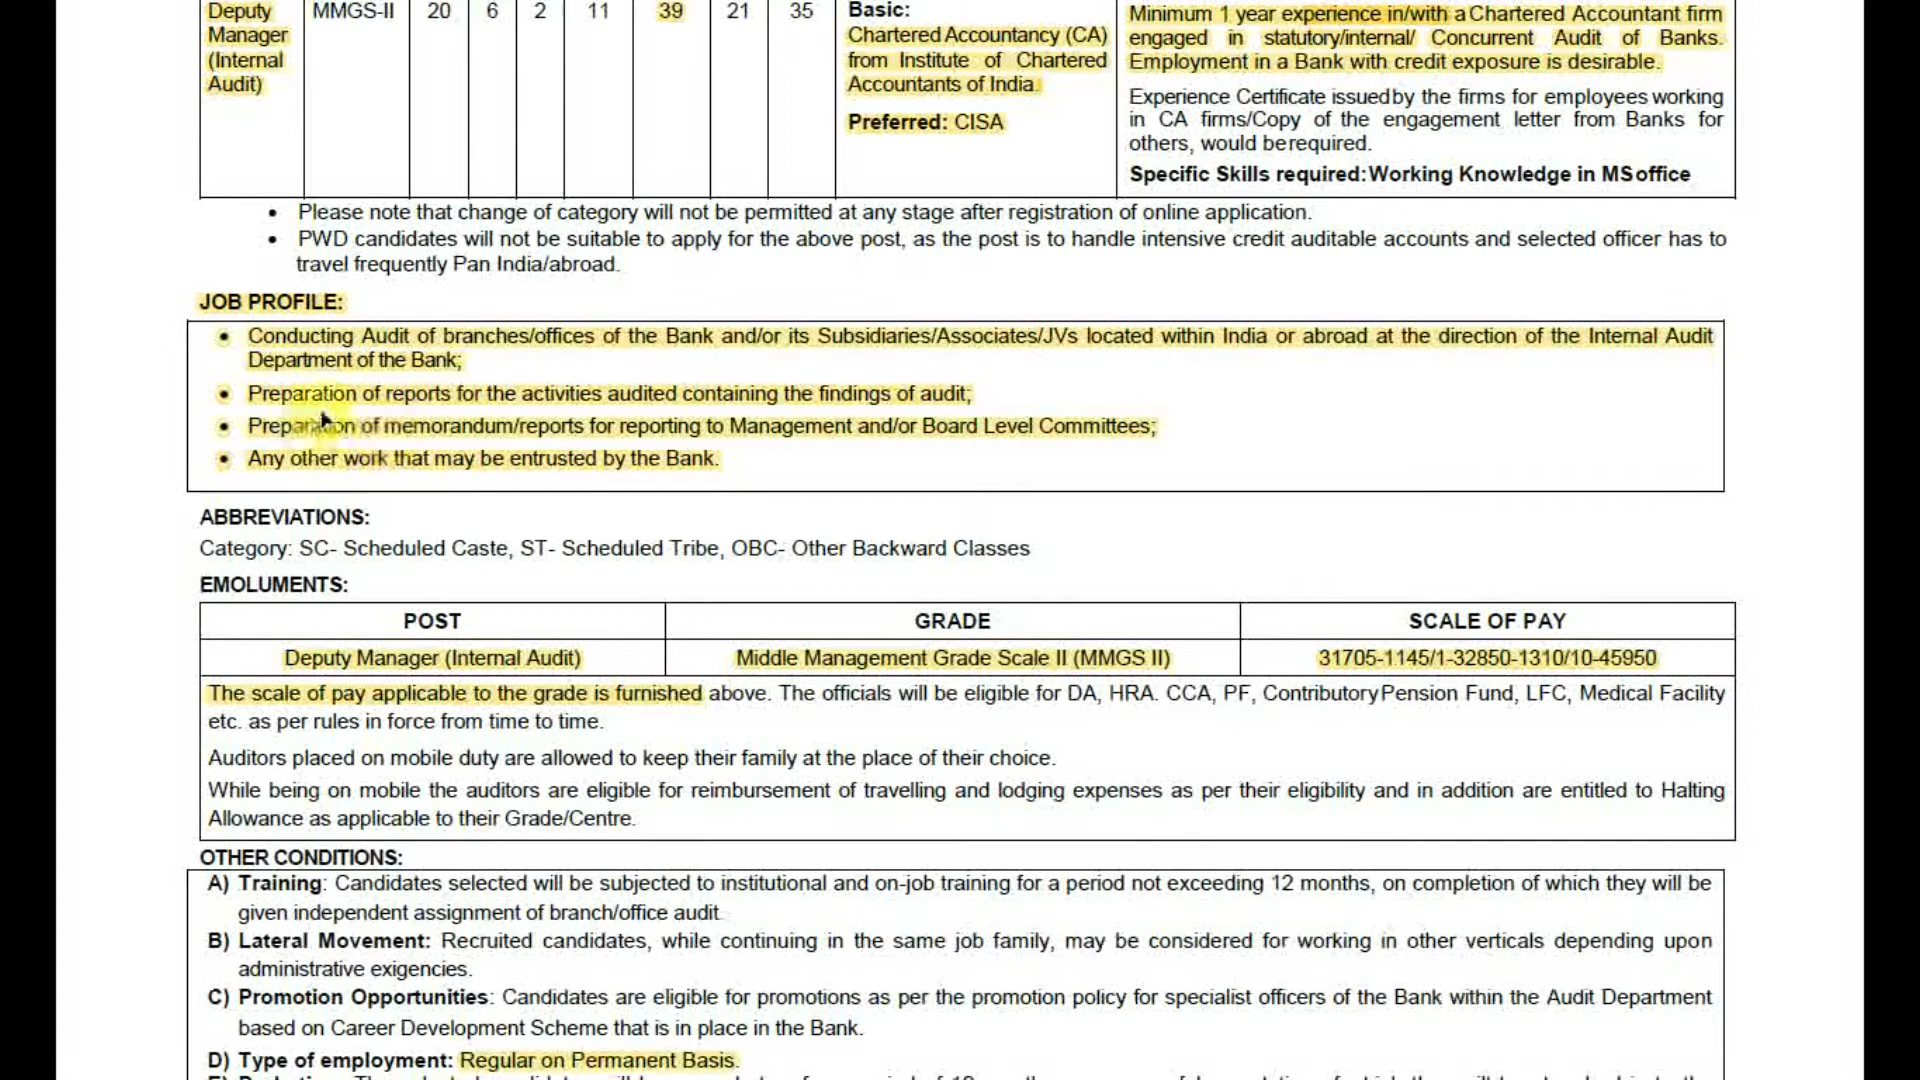 Deputy Manager (Internal Audit) MMGS-II 20 6 2 11 39 21 35
Basic:
Chartered Accountancy (CA)
from Institute of Chartered
Accountants of India.
Preferred: CISA
Minimum 1 year experience in/with a Chartered Accountant firm
engaged in statutory/internal/ Concurrent Audit of Banks.
Employment in a Bank with credit exposure is desirable.
Experience Certificate issued by the firms for employees working
in CA firms/Copy of the engagement letter from Banks for
others, would be required.
Specific Skills required: Working Knowledge in MS office
• Please note that change of category will not be permitted at any stage after registration of online application.
• PWD candidates will not be suitable to apply for the above post, as the post is to handle intensive credit auditable accounts and selected officer has to
travel frequently Pan India/abroad.
JOB PROFILE:
• Conducting Audit of branches/offices of the Bank and/or its Subsidiaries/Associates/JVs located within India or abroad at the direction of the Internal Audit
Department of the Bank;
• Preparation of reports for the activities audited containing the findings of audit;
• Preparation of memorandum/reports for reporting to Management and/or Board Level Committees;
• Any other work that may be entrusted by the Bank.
ABBREVIATIONS:
Category: SC- Scheduled Caste, ST- Scheduled Tribe, OBC- Other Backward Classes
EMOLUMENTS:
POST GRADE SCALE OF PAY
Deputy Manager (Internal Audit) Middle Management Grade Scale II (MMGS II) 31705-1145/1-32850-1310/10-45950
The scale of pay applicable to the grade is furnished above. The officials will be eligible for DA, HRA. CCA, PF, Contributory Pension Fund, LFC, Medical Facility
etc. as per rules in force from time to time.
Auditors placed on mobile duty are allowed to keep their family at the place of their choice.
While being on mobile the auditors are eligible for reimbursement of travelling and lodging expenses as per their eligibility and in addition are entitled to Halting
Allowance as applicable to their Grade/Centre.
OTHER CONDITIONS:
A) Training: Candidates selected will be subjected to institutional and on-job training for a period not exceeding 12 months, on completion of which they will be
given independent assignment of branch/office audit
B) Lateral Movement: Recruited candidates, while continuing in the same job family, may be considered for working in other verticals depending upon
administrative exigencies.
C) Promotion Opportunities: Candidates are eligible for promotions as per the promotion policy for specialist officers of the Bank within the Audit Department
based on Career Development Scheme that is in place in the Bank.
D) Type of employment: Regular on Permanent Basis.